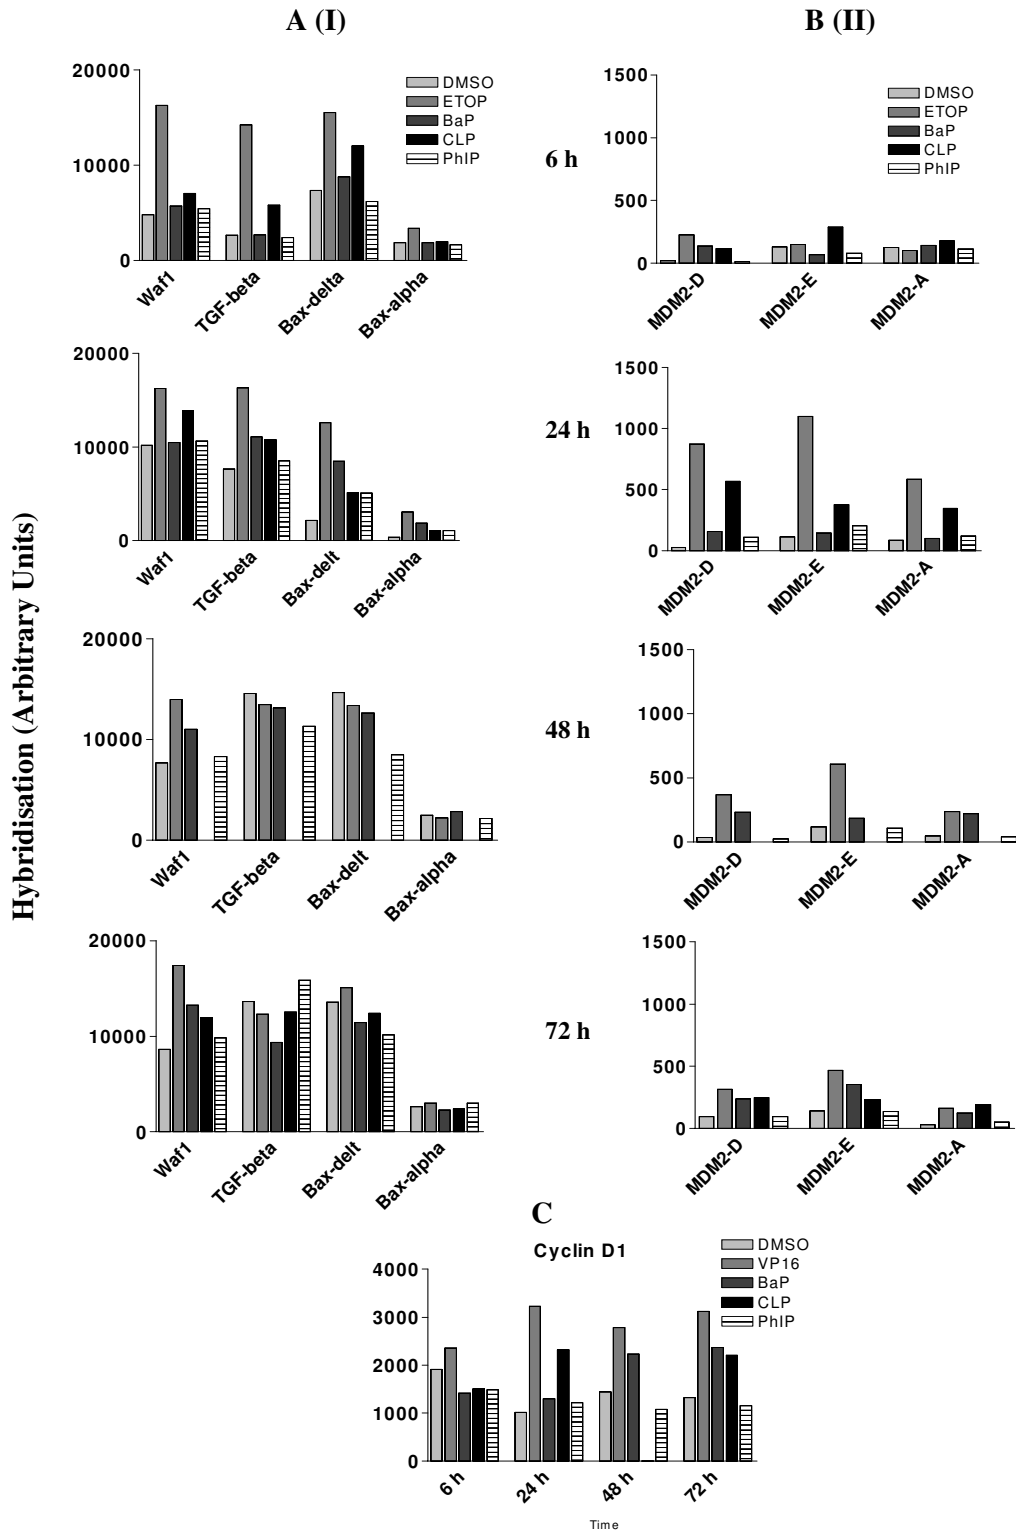 A (I)
B (II)
Hybridisation (Arbitrary Units)
20000
10000
0
DMSO
ETOP
BaP
CLP
PhIP
Waf1
TGF-beta
Bax-delta
Bax-alpha
6 h
1500
1000
500
0
DMSO
ETOP
BaP
CLP
PhIP
MDM2-D
MDM2-E
MDM2-A
20000
10000
0
Waf1
TGF-beta
Bax-delt
Bax-alpha
24 h
1500
1000
500
0
MDM2-D
MDM2-E
MDM2-A
20000
10000
0
Waf1
TGF-beta
Bax-delt
Bax-alpha
48 h
1500
1000
500
0
MDM2-D
MDM2-E
MDM2-A
20000
10000
0
Waf1
TGF-beta
Bax-delt
Bax-alpha
72 h
1500
1000
500
0
MDM2-D
MDM2-E
MDM2-A
C
Cyclin D1
DMSO
VP16
BaP
CLP
PhIP
4000
3000
2000
1000
0
6 h
24 h
48 h
72 h
Time